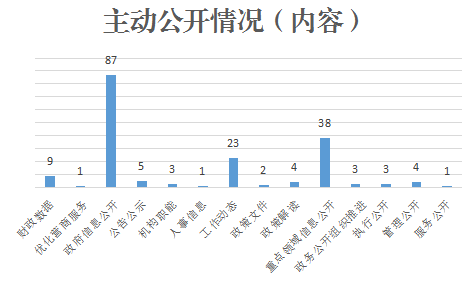 主动公开情况（内容）
9
1
87
5
3
1
23
2
4
38
3
3
4
1
财政数据
优化营商服务
政府信息公开
公告公示
机构职能
人事信息
工作动态
政策文件
政策解读
重点领域信息公开
政务公开组织推进
执行公开
管理公开
服务公开